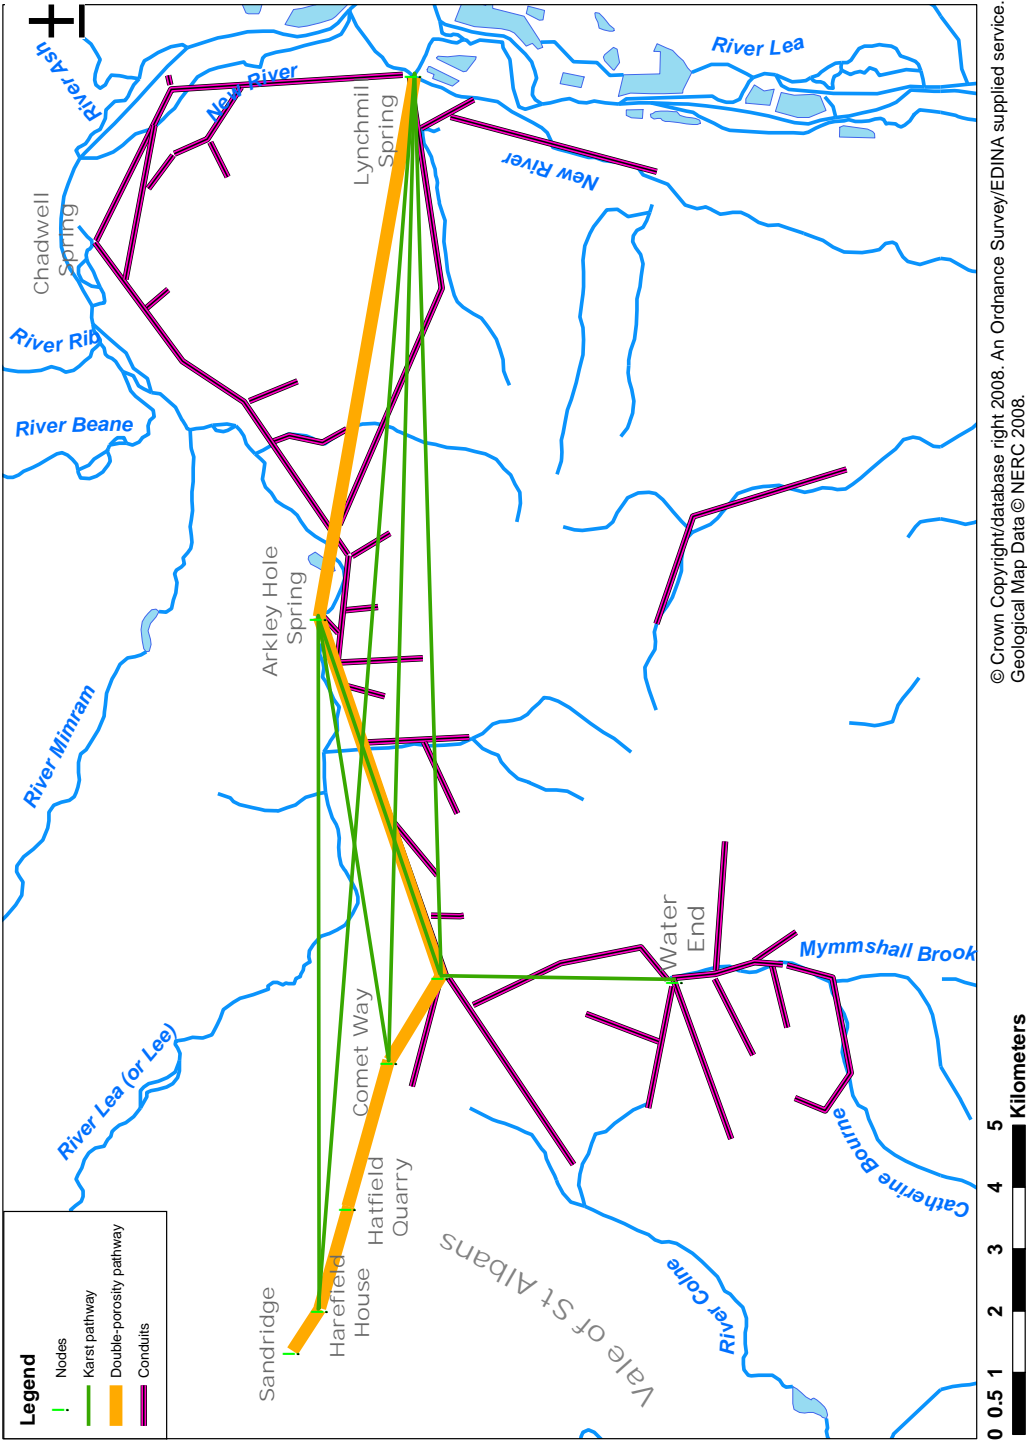 Legend
Nodes
Karst pathway
Double-porosity pathway
Conduits
River Ash
New River
River Lea
Lynchmill
Spring
New River
Chadwell
Spring
River Rib
River Beane
River Mimram
Arkley Hole
Spring
River Lea (or Lee)
Comet Way
Water
End
Mymmshall Brook
Hatfield
Quarry
Harefield
House
Sandridge
Vale of St Albans
Catherine Bourne
River Colne
0 0.5 1 2 3 4 5
Kilometers
© Crown Copyright/database right 2008. An Ordnance Survey/EDINA supplied service.
Geological Map Data © NERC 2008.